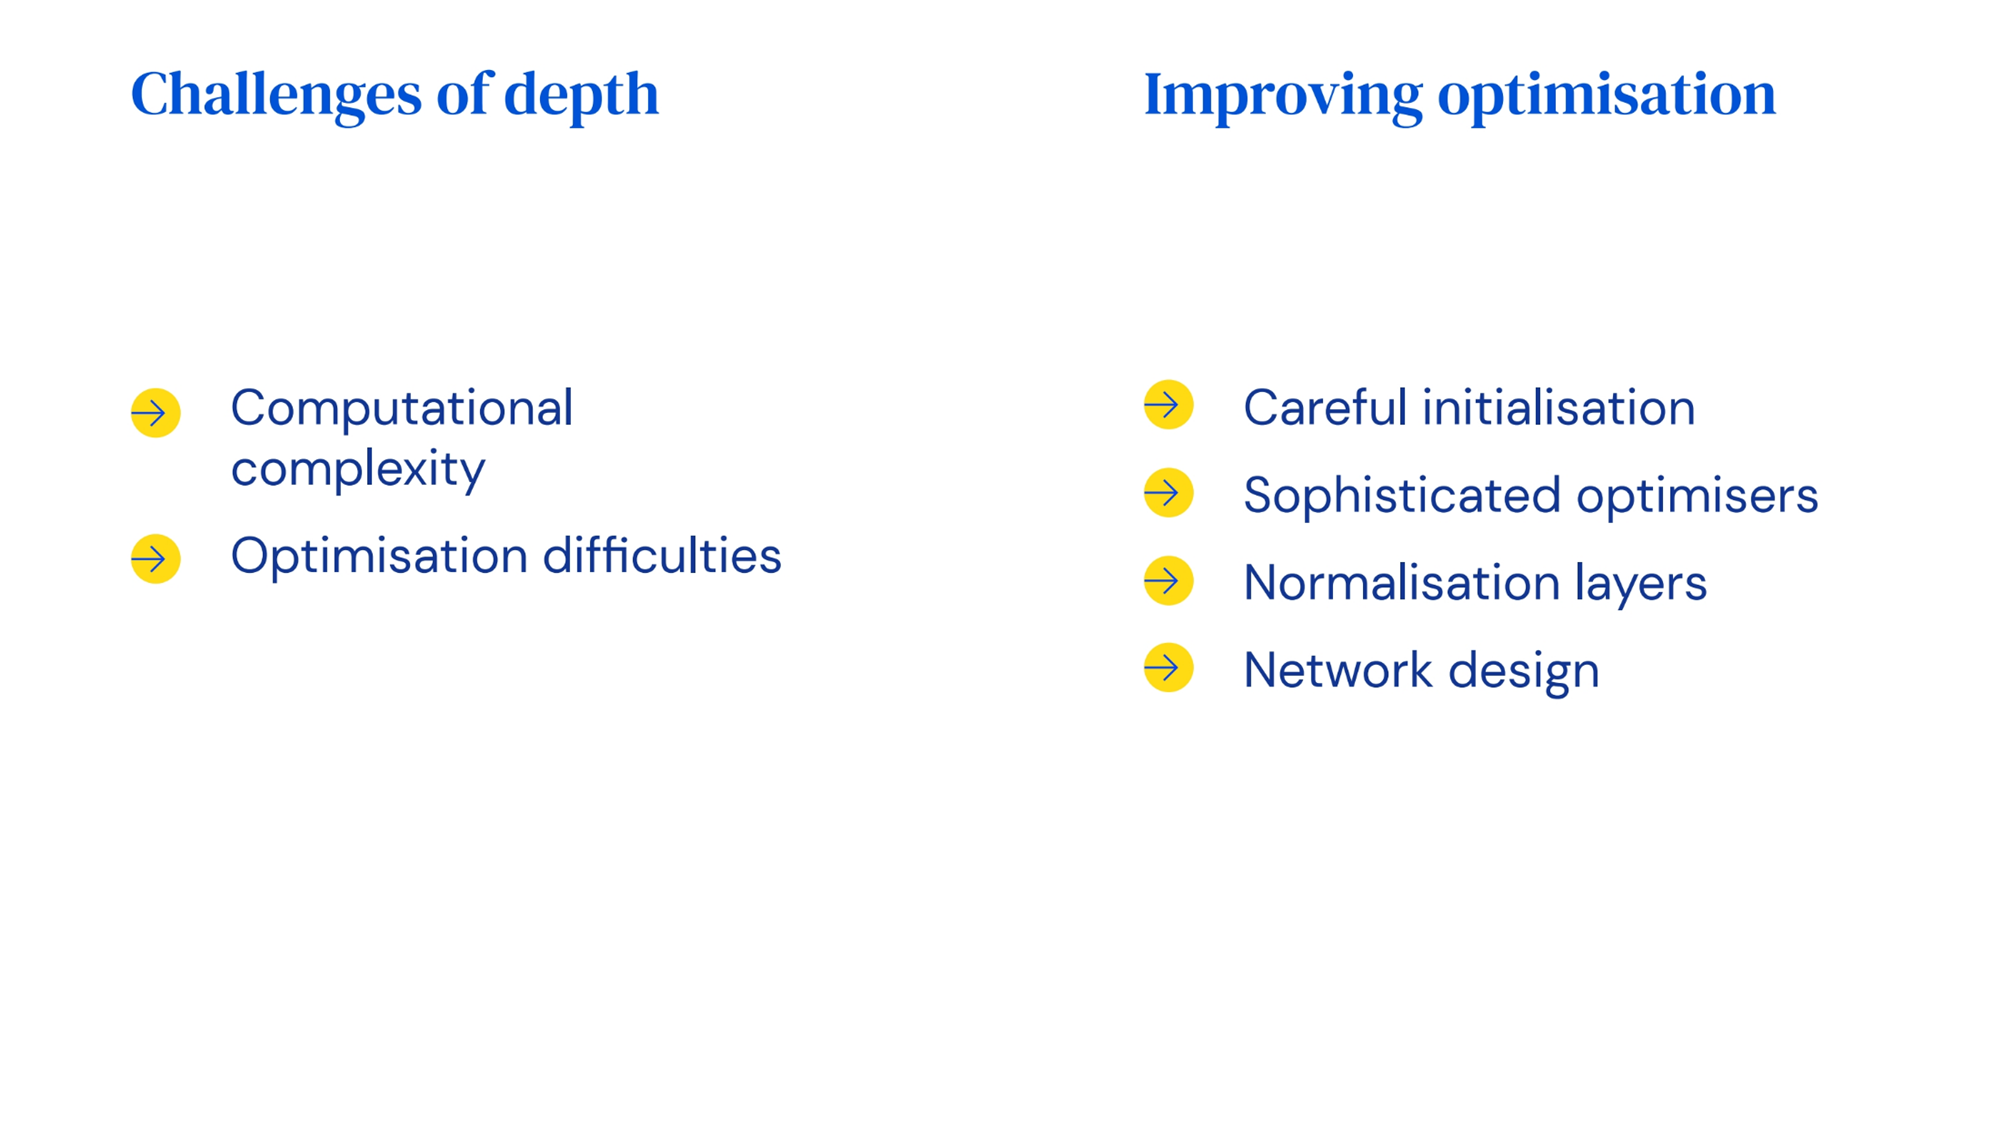 Challenges of depth
Computational
complexity
Optimisation difficulties
Improving optimisation
Careful initialisation
Sophisticated optimisers
Normalisation layers
Network design